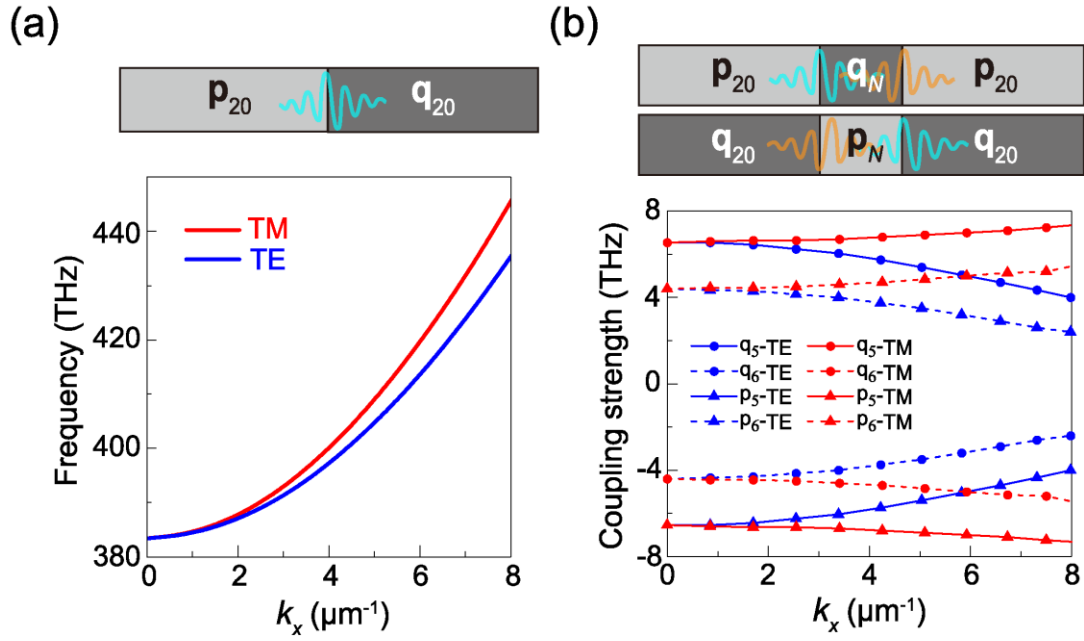 (a)
p20 q20
TM
TE
440
420
400
380
Frequency (THz)
0 2 4 6 8
kx (μm-1)
(b)
p20 qN p20
q20 pN q20
8
4
0
-4
-8
Coupling strength (THz)
q5-TE q5-TM
q6-TE q6-TM
p5-TE p5-TM
p6-TE p6-TM
0 2 4 6 8
kx (μm-1)